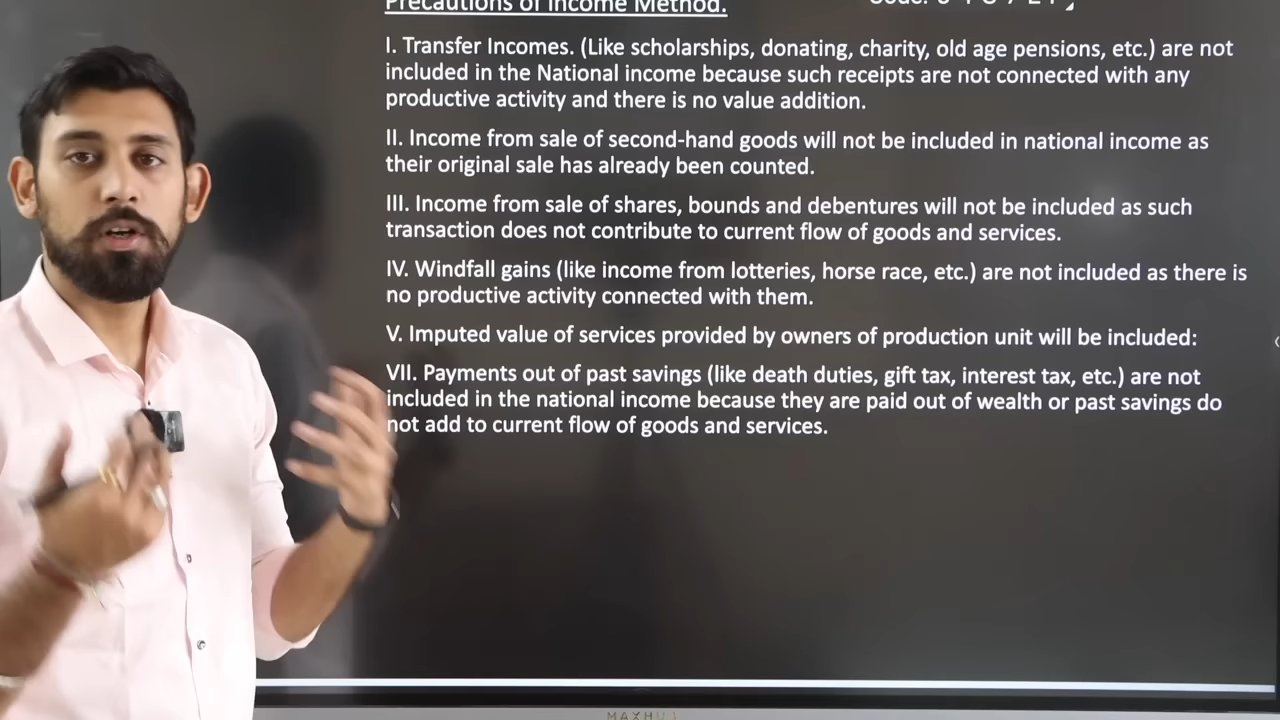 Precautions of Income Method.
I. Transfer Incomes. (Like scholarships, donating, charity, old age pensions, etc.) are not
included in the National income because such receipts are not connected with any
productive activity and there is no value addition.
II. Income from sale of second-hand goods will not be included in national income as
their original sale has already been counted.
III. Income from sale of shares, bounds and debentures will not be included as such
transaction does not contribute to current flow of goods and services.
IV. Windfall gains (like income from lotteries, horse race, etc.) are not included as there is
no productive activity connected with them.
V. Imputed value of services provided by owners of production unit will be included:
VII. Payments out of past savings (like death duties, gift tax, interest tax, etc.) are not
included in the national income because they are paid out of wealth or past savings do
not add to current flow of goods and services.